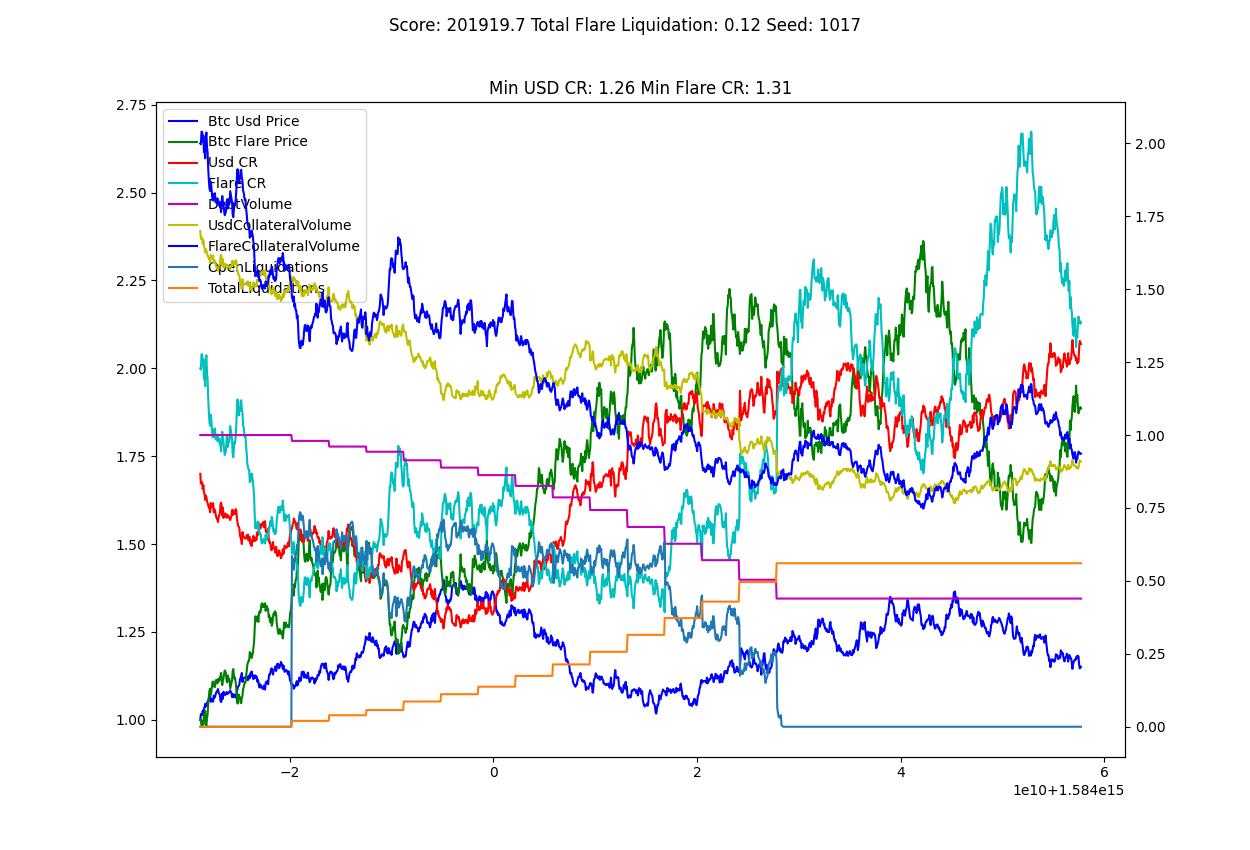 Score: 201919.7 Total Flare Liquidation: 0.12 Seed: 1017
Min USD CR: 1.26 Min Flare CR: 1.31
2.75
2.50
2.25
2.00
1.75
1.50
1.25
1.00
Btc Usd Price
Btc Flare Price
Usd CR
Flare CR
DebtVolume
UsdCollateralVolume
FlareCollateralVolume
OpenLiquidations
TotalLiquidations
2.00
1.75
1.50
1.25
1.00
0.75
0.50
0.25
0.00
−2 0 2 4 6
1e10+1.584e15